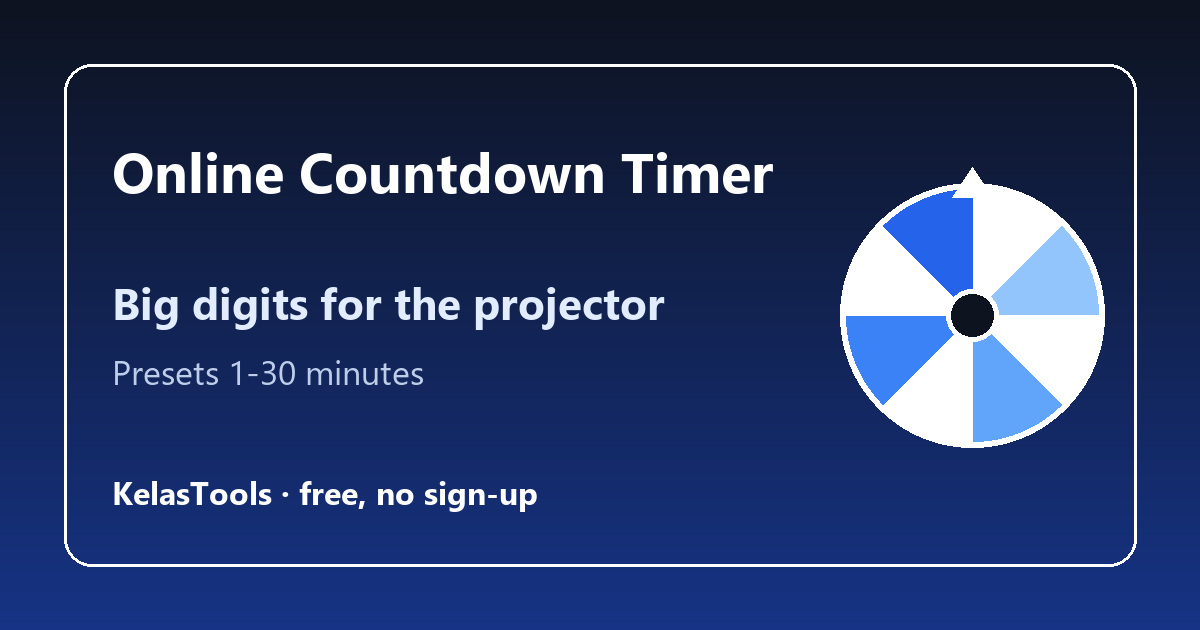 Online Countdown Timer
Big digits for the projector
Presets 1-30 minutes
KelasTools · free, no sign-up